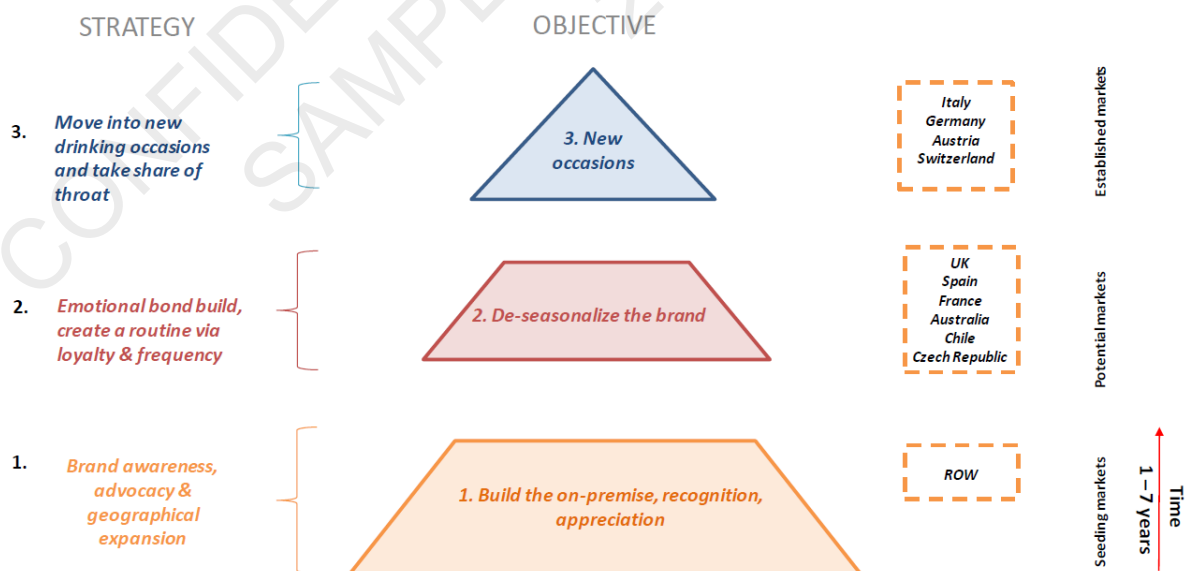 STRATEGY
OBJECTIVE
3.
Move into new
drinking occasions
and take share of
throat
3. New
occasions
Italy
Germany
Austria
Switzerland
Established markets
2.
Emotional bond build,
create a routine via
loyalty & frequency
2. De-seasonalize the brand
UK
Spain
France
Australia
Chile
Czech Republic
Potential markets
1.
Brand awareness,
advocacy &
geographical
expansion
1. Build the on-premise, recognition,
appreciation
ROW
Seeding markets
Time
1 – 7 years